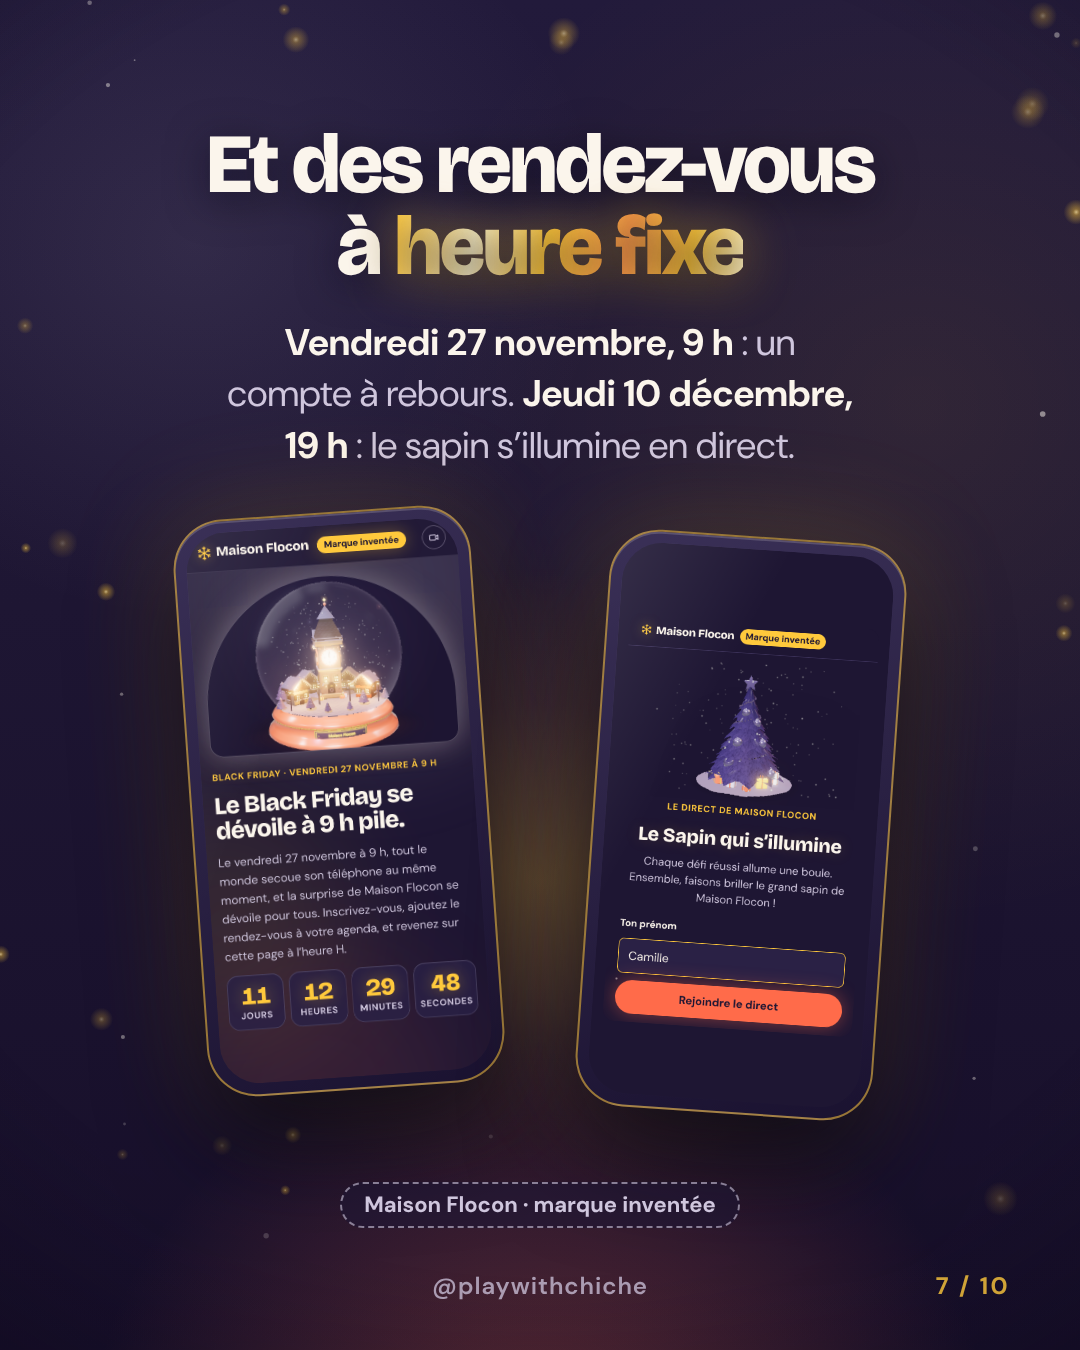 Et des rendez-vous
à heure fixe
Vendredi 27 novembre, 9 h : un
compte à rebours. Jeudi 10 décembre,
19 h : le sapin s’illumine en direct.
Maison Flocon Marque inventée
Maison Flocon
BLACK FRIDAY · VENDREDI 27 NOVEMBRE À 9 H
Le Black Friday se
dévoile à 9 h pile.
Le vendredi 27 novembre à 9 h, tout le
monde secoue son téléphone au même
moment, et la surprise de Maison Flocon se
dévoile pour tous. Inscrivez-vous, ajoutez le
rendez-vous à votre agenda, et revenez sur
cette page à l’heure H.
11 12 29 48
JOURS HEURES MINUTES SECONDES
Maison Flocon Marque inventée
LE DIRECT DE MAISON FLOCON
Le Sapin qui s’illumine
Chaque défi réussi allume une boule.
Ensemble, faisons briller le grand sapin de
Maison Flocon !
Ton prénom
Camille
Rejoindre le direct
Maison Flocon · marque inventée
@playwithchiche
7 / 10